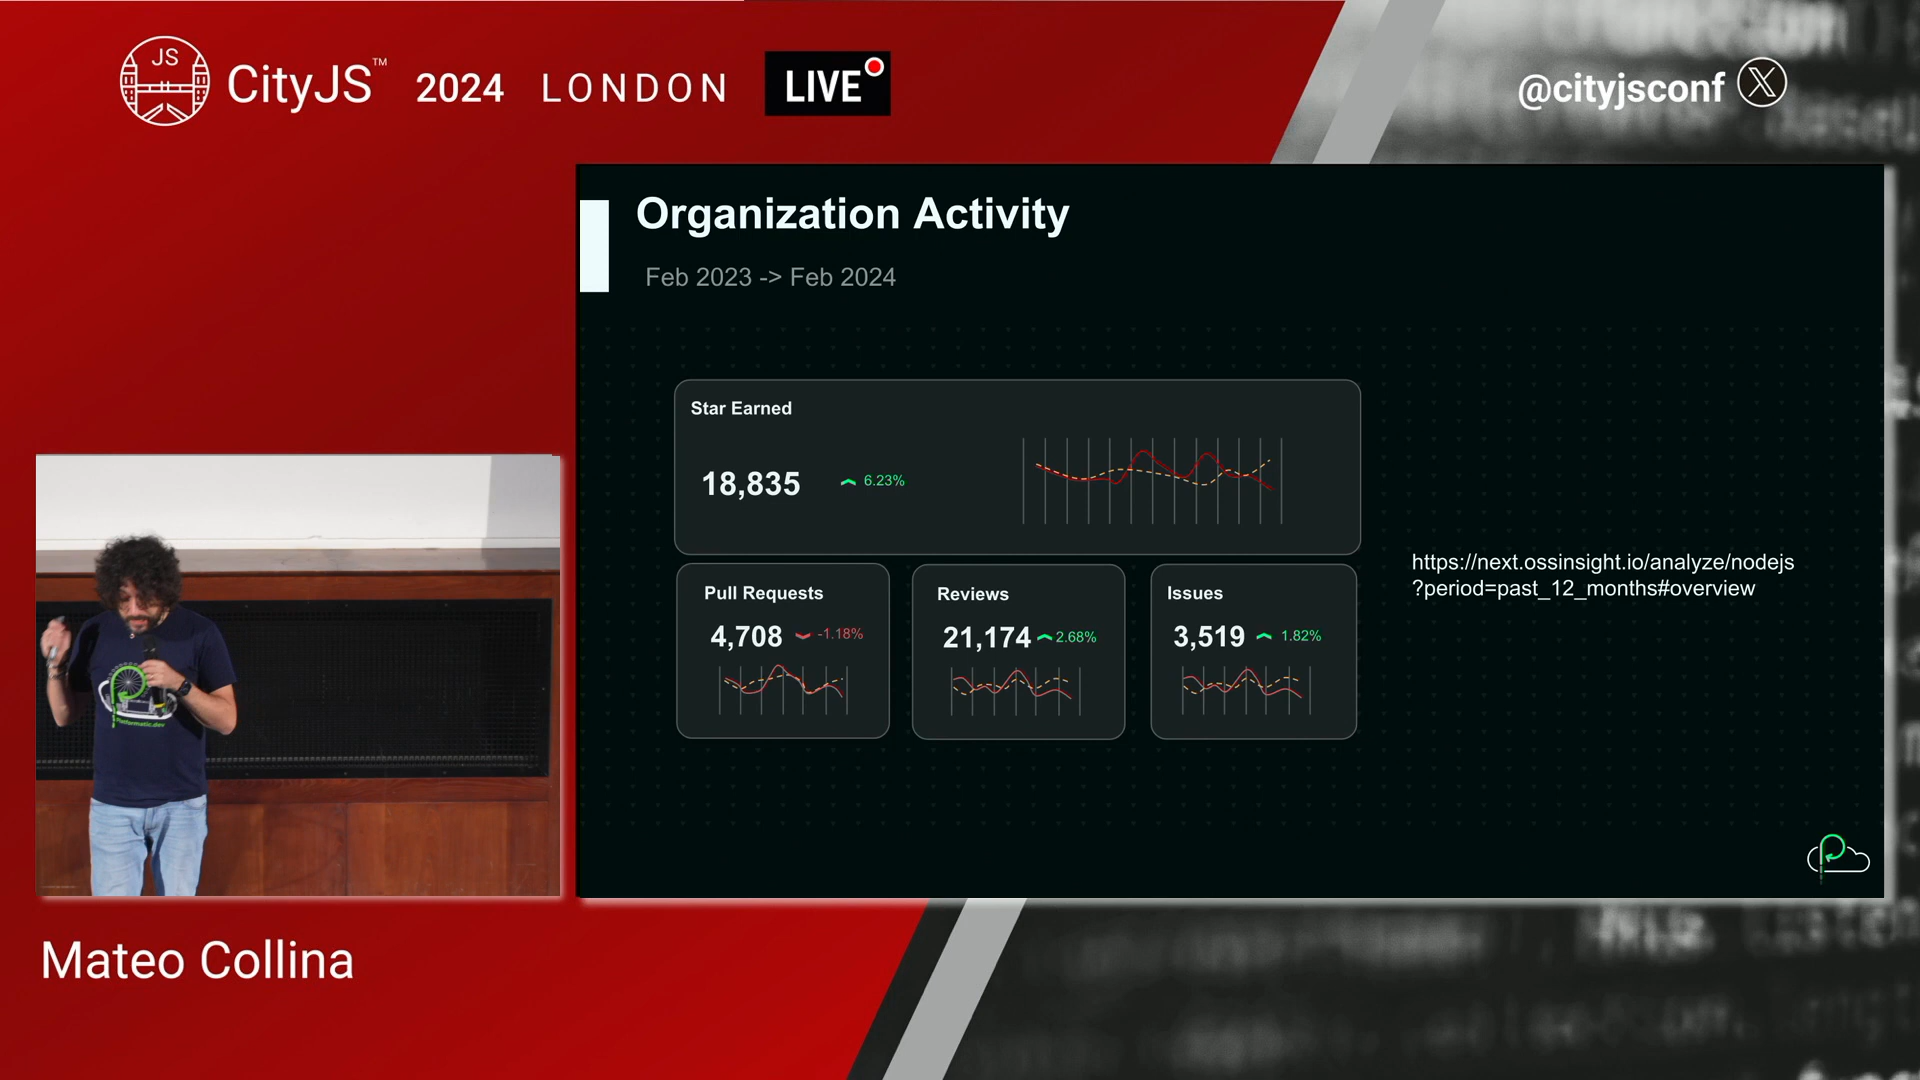 JS
CityJS™ 2024 LONDON LIVE
@cityjsconf
Organization Activity
Feb 2023 -> Feb 2024
Star Earned
18,835 6.23%
Pull Requests
4,708 -1.18%
Reviews
21,174 2.68%
Issues
3,519 1.82%
https://next.ossinsight.io/analyze/nodejs
?period=past_12_months#overview
Platformatic.dev
Mateo Collina